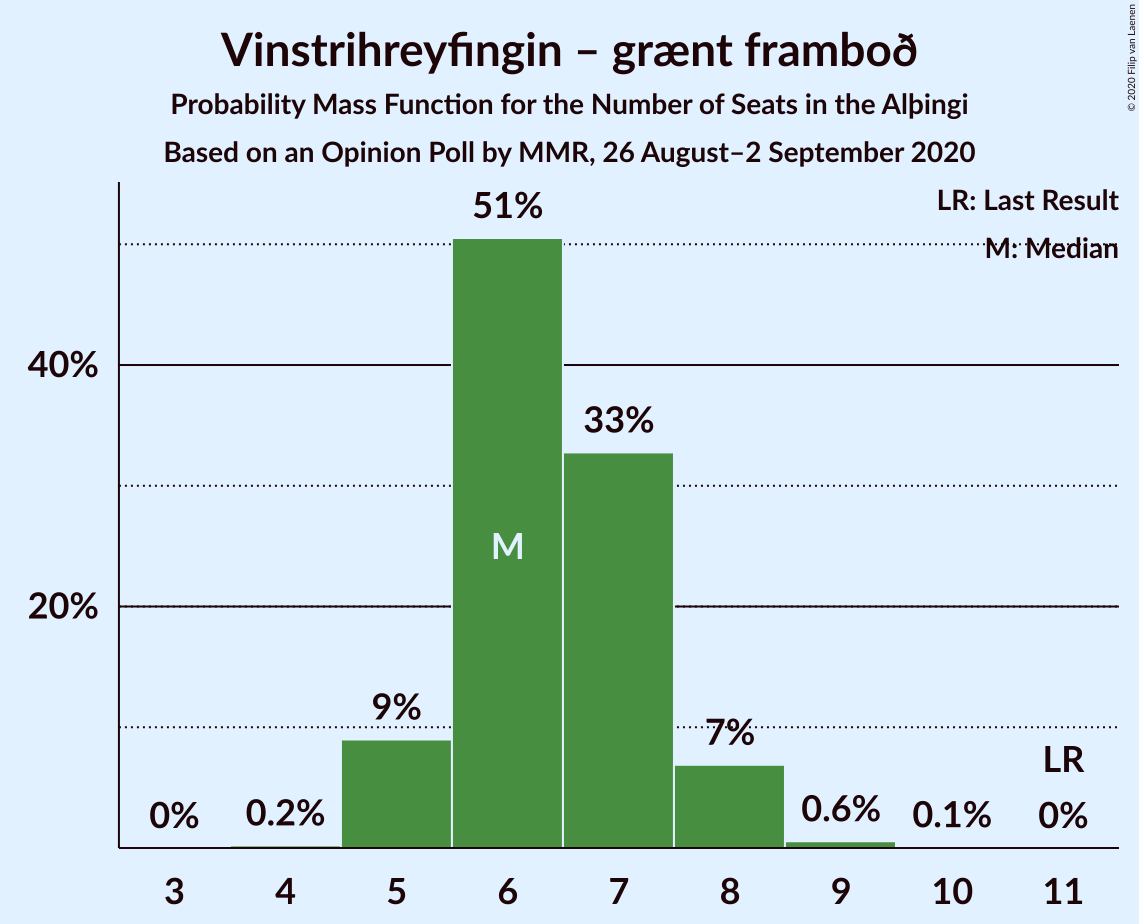 Vinstrihreyfingin – grænt framboð
Probability Mass Function for the Number of Seats in the Alþingi
Based on an Opinion Poll by MMR, 26 August–2 September 2020
© 2020 Filip van Laenen
LR: Last Result
M: Median
51%
40%
33%
M
20%
9%
7%
LR
0%
0.2%
0.6%
0.1%
0%
3
4
5
6
7
8
9
10
11